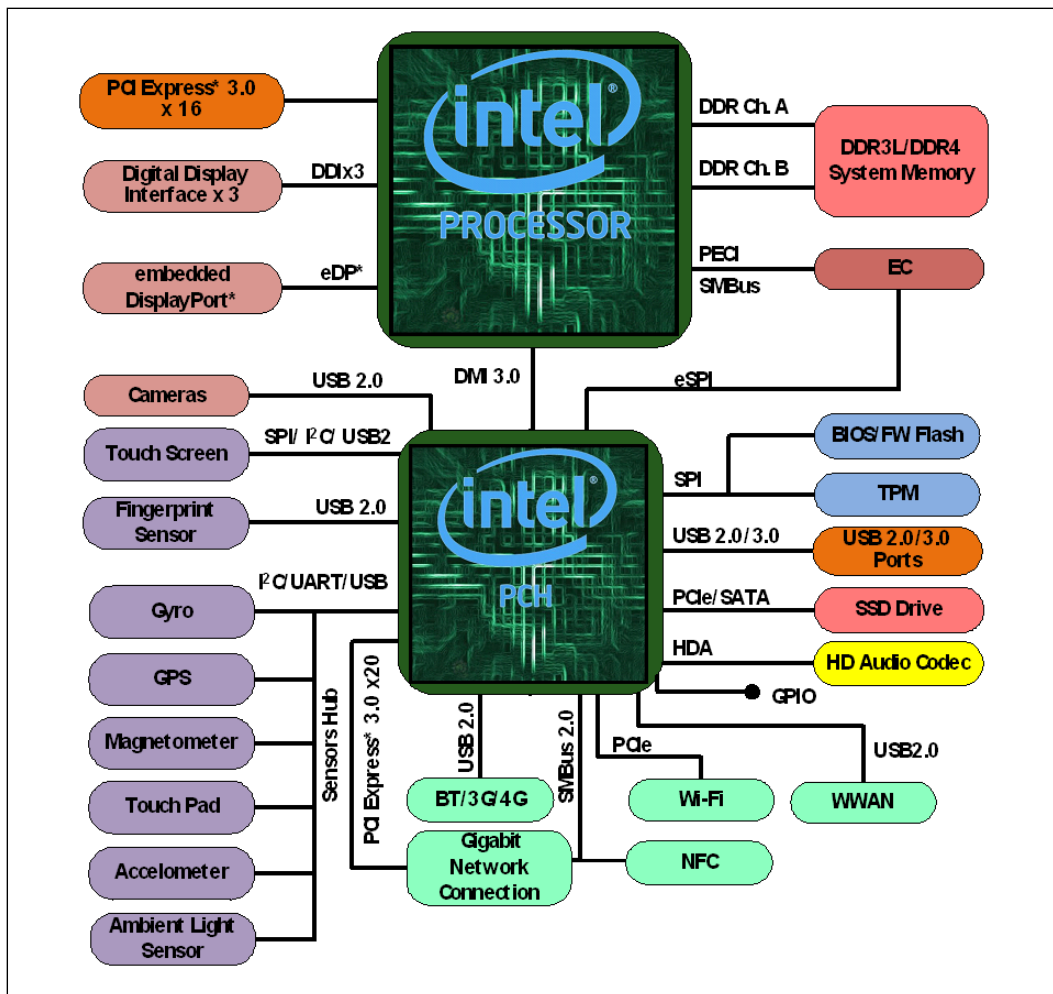 PCI Express* 3.0
x 16
Digital Display
Interface x 3
DDIx3
embedded
DisplayPort*
eDP*
intel®
PROCESSOR
DDR Ch. A
DDR Ch. B
DDR3L/DDR4
System Memory
PECI
SMBus
EC
DMI 3.0
eSPI
Cameras
USB 2.0
Touch Screen
SPI/ I²C/ USB2
Fingerprint
Sensor
USB 2.0
I²C/UART/USB
Gyro
GPS
Magnetometer
Touch Pad
Accelometer
Ambient Light
Sensor
Sensors Hub
intel®
PCH
SPI
BIOS/FW Flash
TPM
USB 2.0/3.0
USB 2.0/3.0
Ports
PCIe/SATA
SSD Drive
HDA
HD Audio Codec
GPIO
PCI Express* 3.0 x20
USB 2.0
SMBus 2.0
PCIe
USB2.0
BT/3G/4G
Wi-Fi
WWAN
Gigabit
Network
Connection
NFC